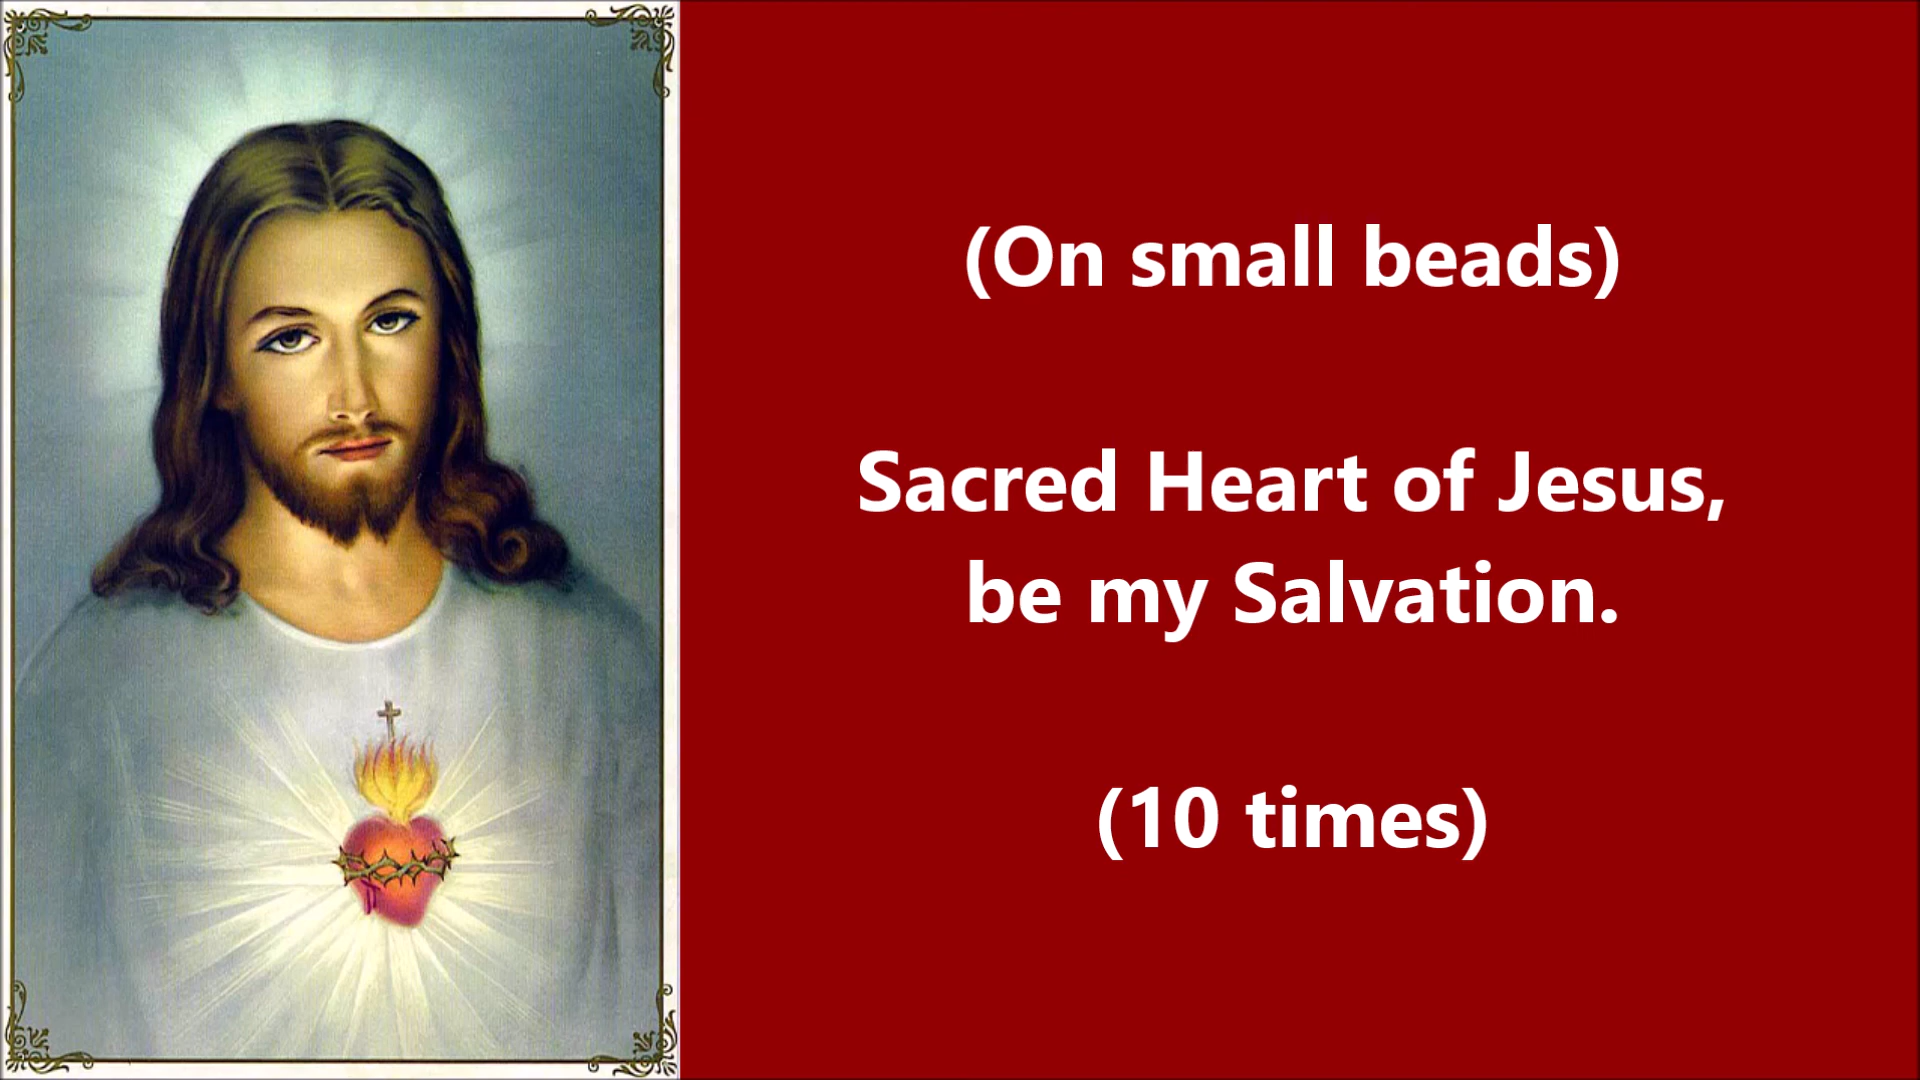 (On small beads)
Sacred Heart of Jesus,
be my Salvation.
(10 times)